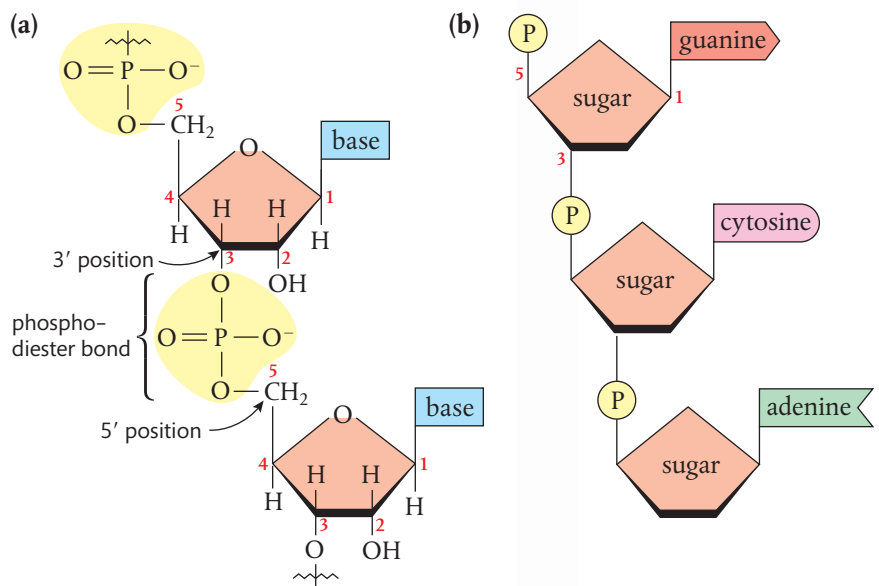 (a)
O=P—O⁻
O—CH₂
5
O
base
4
H
H
H
1
H
3′ position
3
2
O
OH
phospho-
diester bond
O=P—O⁻
O—CH₂
5
5′ position
O
base
4
H
H
H
1
H
3
2
O
OH
(b)
P
5
sugar
guanine
1
3
P
sugar
cytosine
P
sugar
adenine